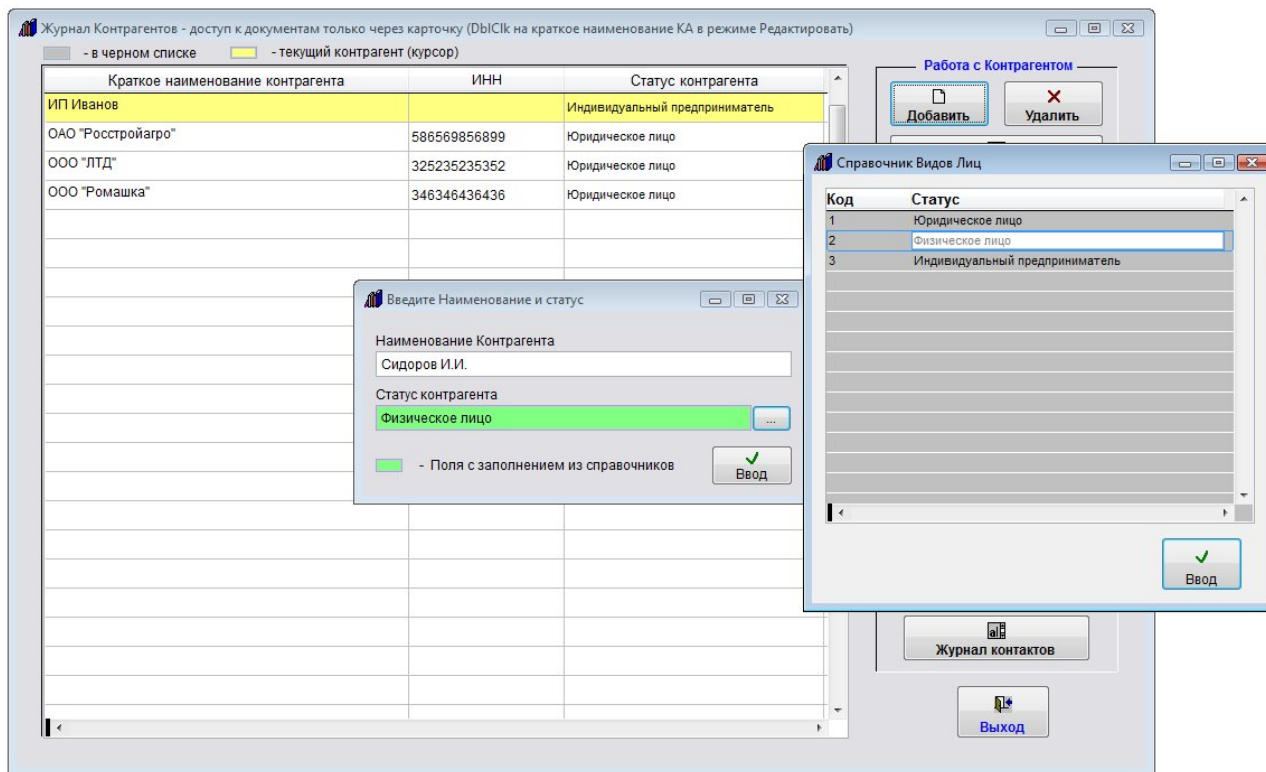 Журнал Контрагентов - доступ к документам только через карточку (DblClk на краткое наименование КА в режиме Редактировать)
- в черном списке - текущий контрагент (курсор)
Краткое наименование контрагента ИНН Статус контрагента
ИП Иванов Индивидуальный предприниматель
ОАО "Росстройагро" 586569856899 Юридическое лицо
ООО "ЛТД" 325235235352 Юридическое лицо
ООО "Ромашка" 346346436436 Юридическое лицо
Работа с Контрагентом
Добавить Удалить
Справочник Видов Лиц
Код Статус
1 Юридическое лицо
2 Физическое лицо
3 Индивидуальный предприниматель
Ввод
Введите Наименование и статус
Наименование Контрагента
Сидоров И.И.
Статус контрагента
Физическое лицо
...
- Поля с заполнением из справочников
Ввод
Журнал контактов
Выход